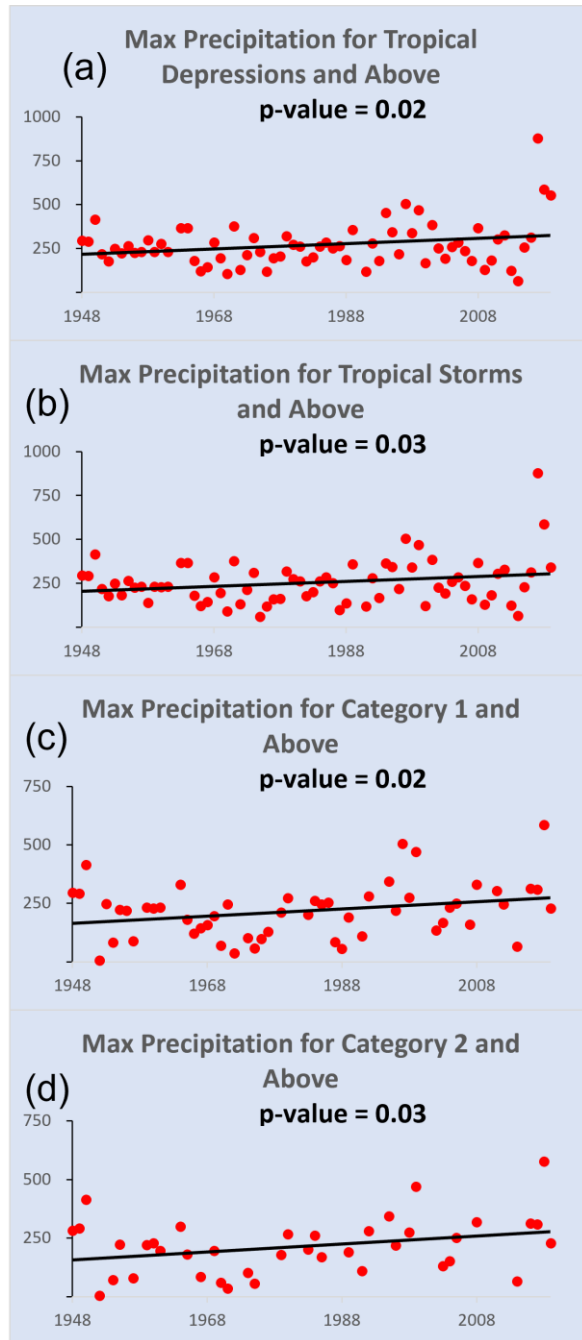 (a)
Max Precipitation for Tropical
Depressions and Above
p-value = 0.02
1000
750
500
250
1948 1968 1988 2008
(b)
Max Precipitation for Tropical Storms
and Above
p-value = 0.03
1000
750
500
250
1948 1968 1988 2008
(c)
Max Precipitation for Category 1 and
Above
p-value = 0.02
750
500
250
1948 1968 1988 2008
(d)
Max Precipitation for Category 2 and
Above
p-value = 0.03
750
500
250
1948 1968 1988 2008